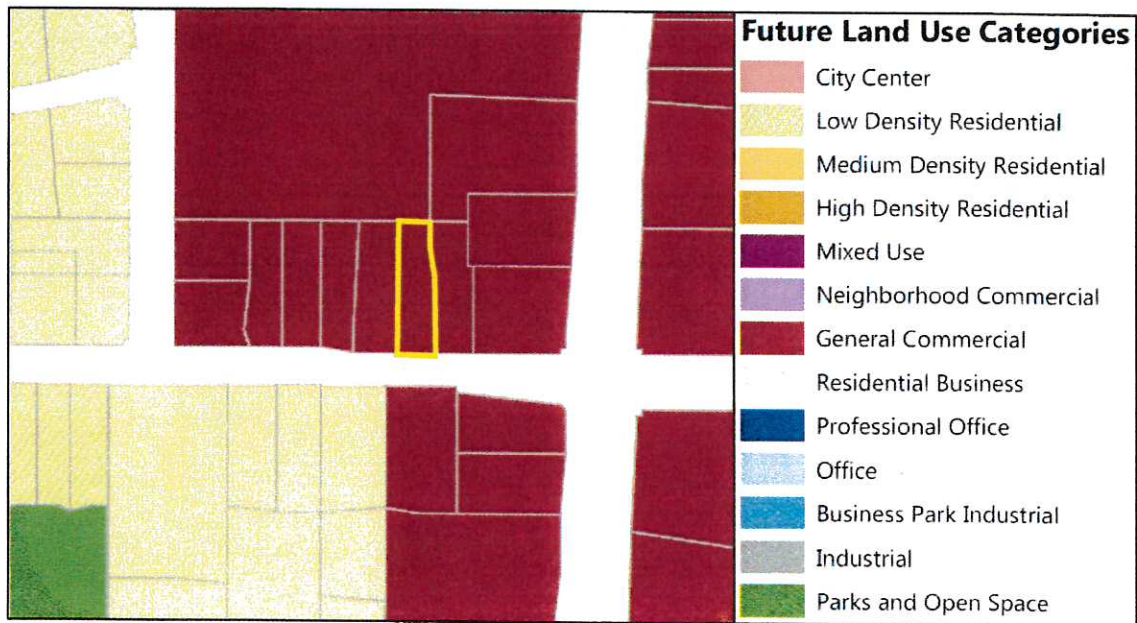 Future Land Use Categories
City Center
Low Density Residential
Medium Density Residential
High Density Residential
Mixed Use
Neighborhood Commercial
General Commercial
Residential Business
Professional Office
Office
Business Park Industrial
Industrial
Parks and Open Space